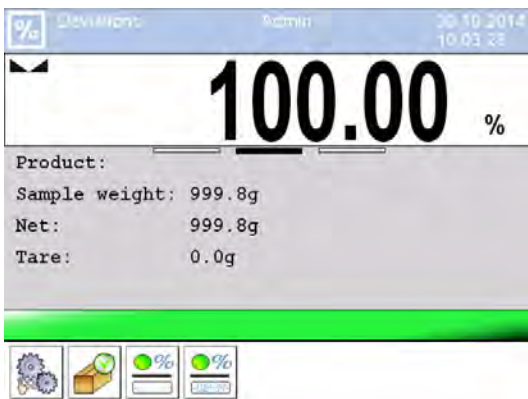 % Deviations Admin 30.10.2014
10:03:28
100.00 %
Product:
Sample weight: 999.8g
Net: 999.8g
Tare: 0.0g
% %